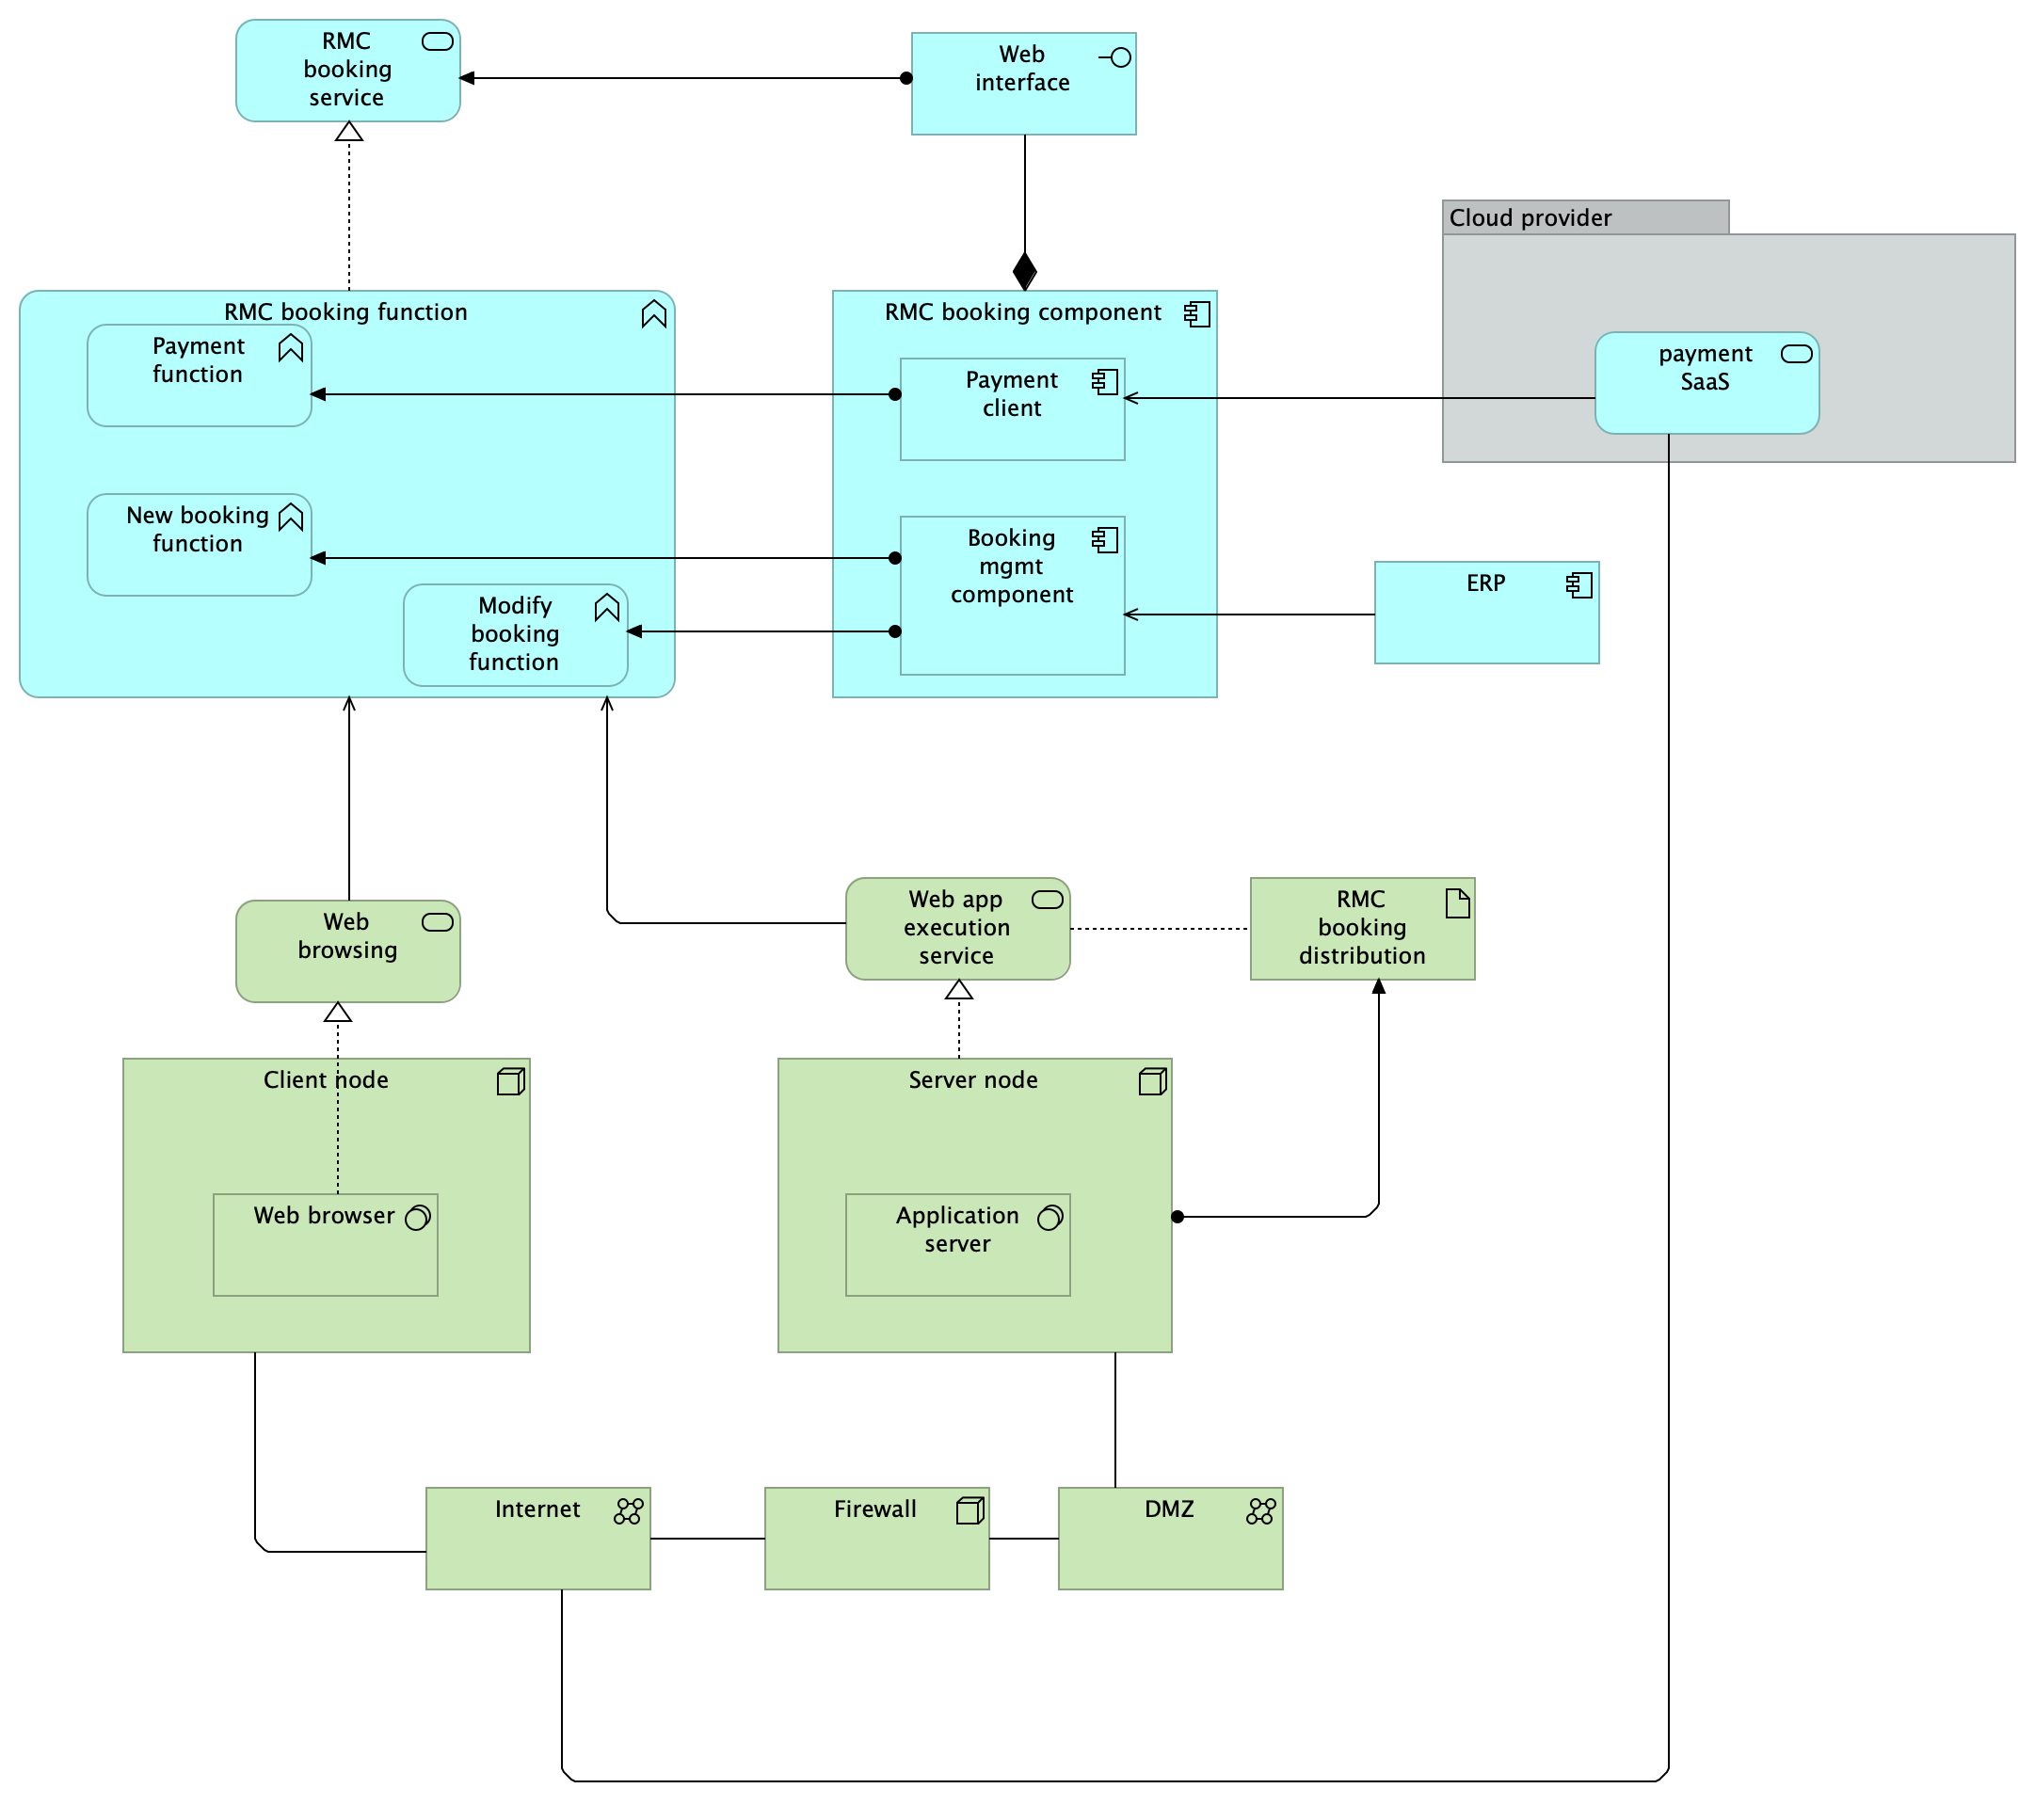 RMC
booking
service
Web
interface
Cloud provider
RMC booking function
RMC booking component
Payment
function
Payment
client
payment
SaaS
New booking
function
Booking
mgmt
component
ERP
Modify
booking
function
Web
browsing
Web app
execution
service
RMC
booking
distribution
Client node
Server node
Web browser
Application
server
Internet
Firewall
DMZ